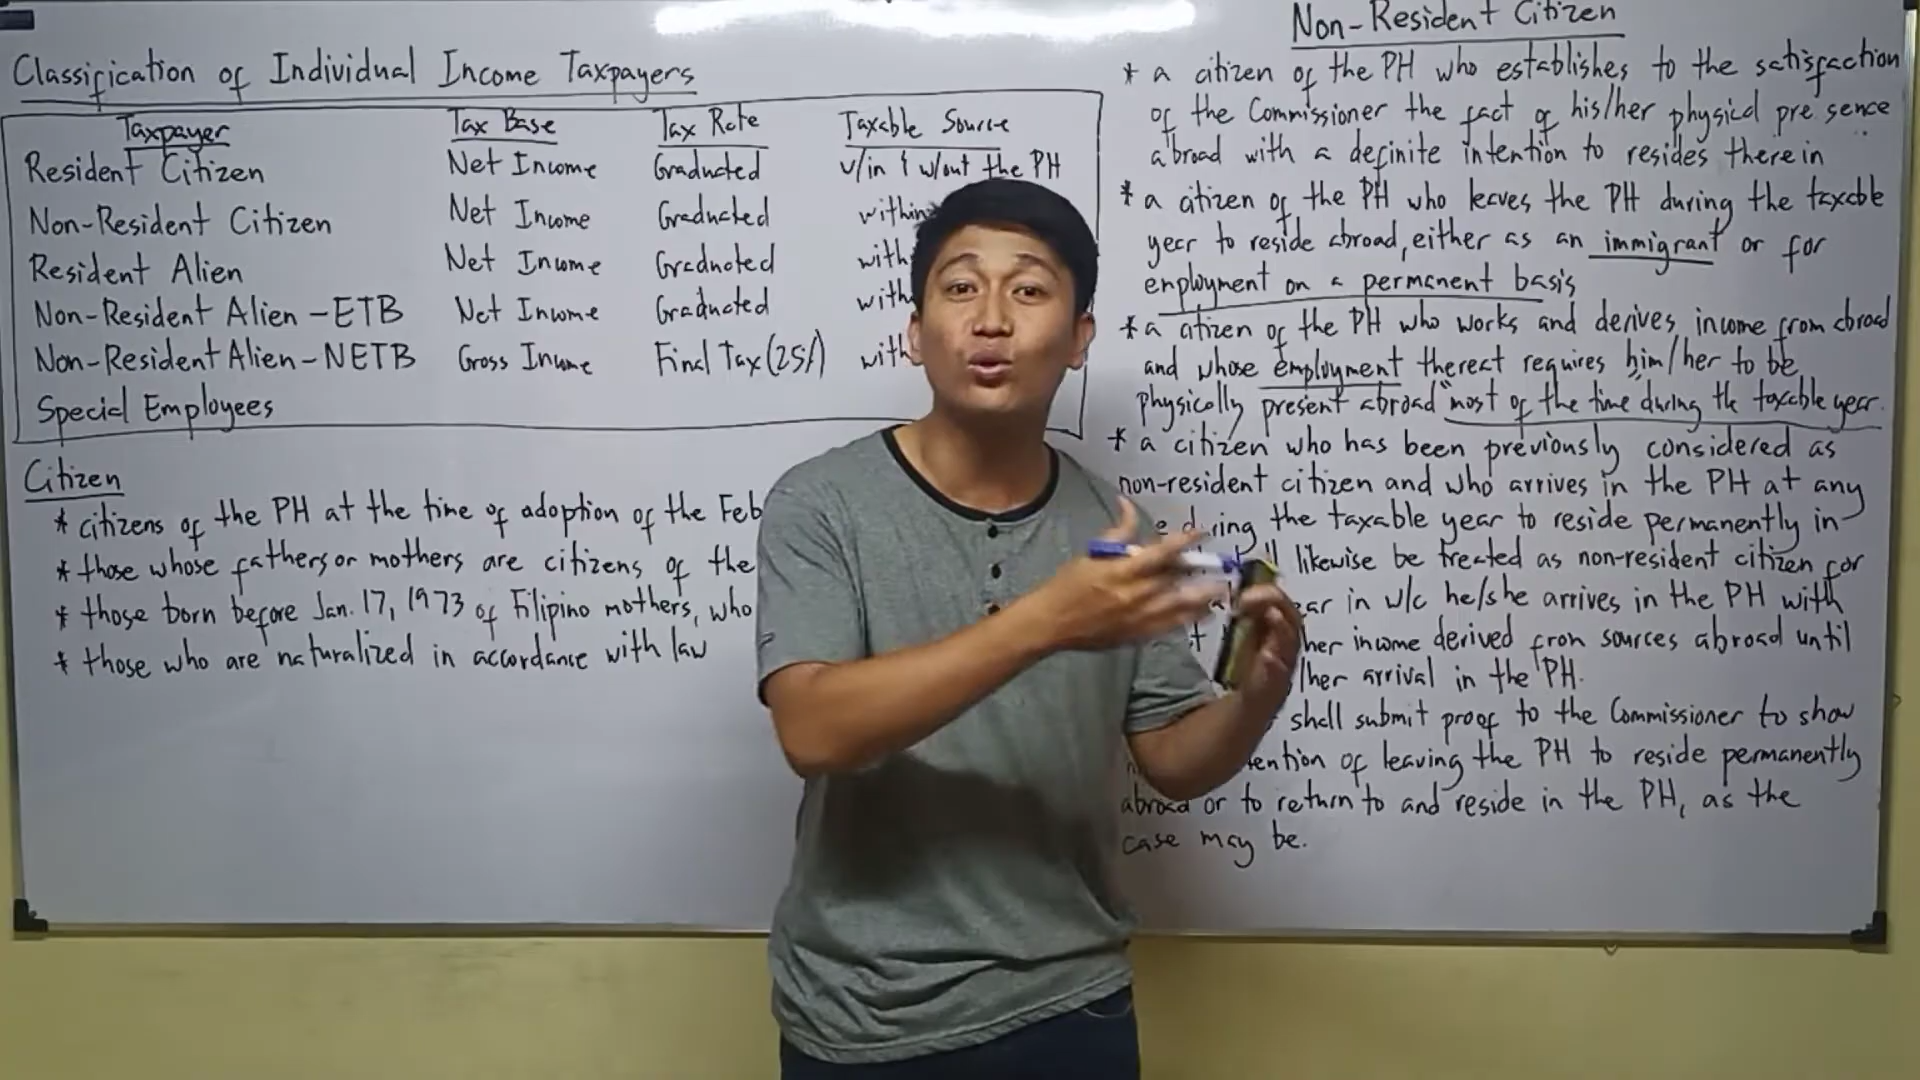 Classification of Individual Income Taxpayers
Taxpayer Tax Base Tax Rate Taxable Source
Resident Citizen Net Income Graduated w/in & w/out the PH
Non-Resident Citizen Net Income Graduated within
Resident Alien Net Income Graduated with
Non-Resident Alien - ETB Net Income Graduated with
Non-Resident Alien - NETB Gross Income Final Tax (25%) with
Special Employees
Citizen
* citizens of the PH at the time of adoption of the Feb
* those whose fathers or mothers are citizens of the
* those born before Jan. 17, 1973 of Filipino mothers, who
* those who are naturalized in accordance with law
Non-Resident Citizen
* a citizen of the PH who establishes to the satisfaction
of the Commissioner the fact of his/her physical presence
abroad with a definite intention to resides therein
* a citizen of the PH who leaves the PH during the taxable
year to reside abroad, either as an immigrant or for
employment on a permanent basis
* a citizen of the PH who works and derives income from abroad
and whose employment thereat requires him/her to be
physically present abroad "most of the time" during the taxable year.
* a citizen who has been previously considered as
non-resident citizen and who arrives in the PH at any
during the taxable year to reside permanently in
likewise be treated as non-resident citizen for
in w/c he/she arrives in the PH with
her income derived from sources abroad until
/her arrival in the PH.
shall submit proof to the Commissioner to show
of leaving the PH to reside permanently
abroad or to return to and reside in the PH, as the
case may be.